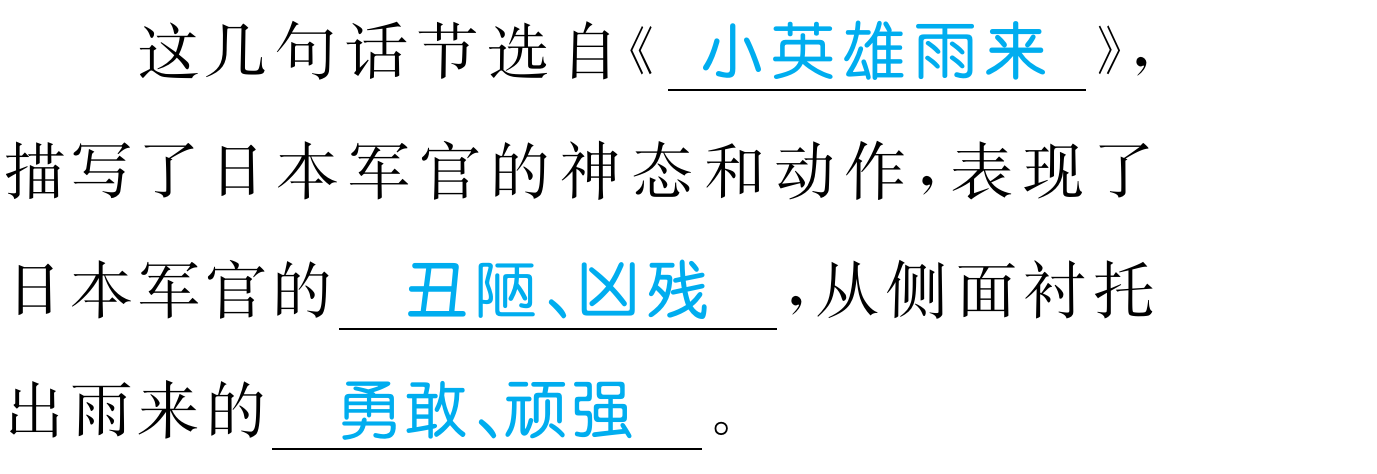 这几句话节选自《小英雄雨来》，
描写了日本军官的神态和动作，表现了
日本军官的丑陋、凶残，从侧面衬托
出雨来的勇敢、顽强。